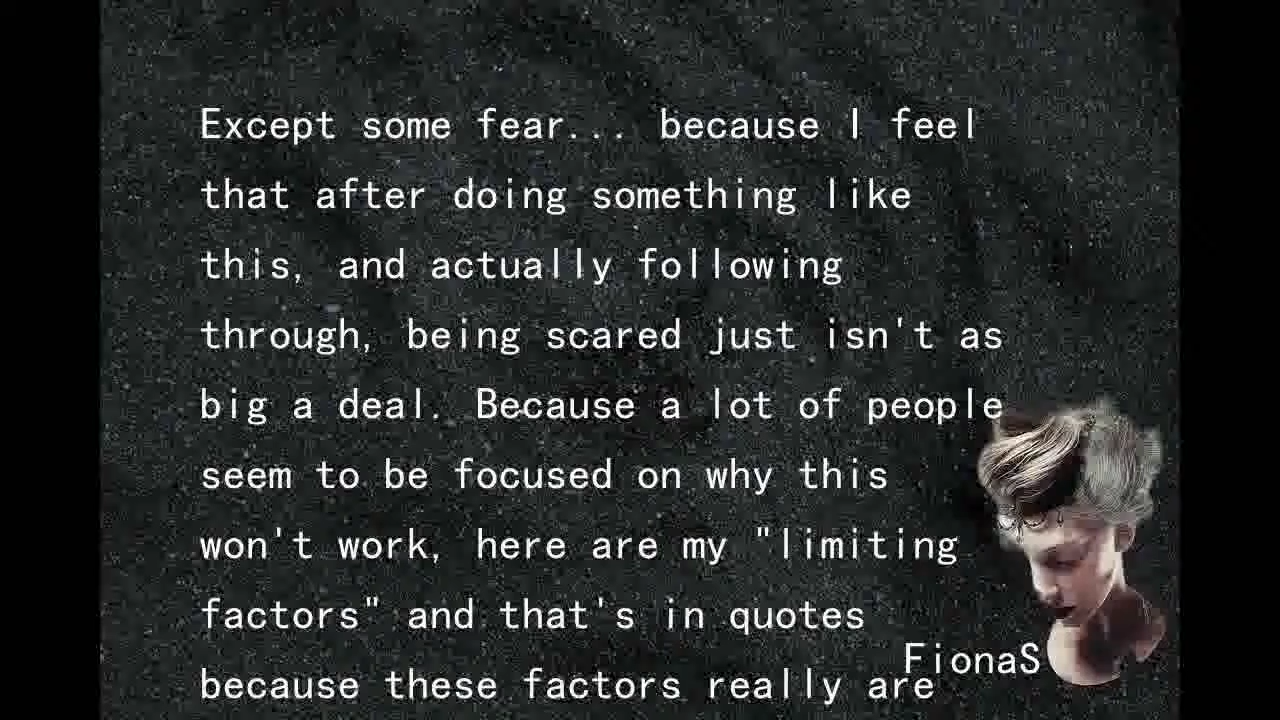 Except some fear... because I feel
that after doing something like
this, and actually following
through, being scared just isn't as
big a deal. Because a lot of people
seem to be focused on why this
won't work, here are my "limiting
factors" and that's in quotes
because these factors really are
FionaS